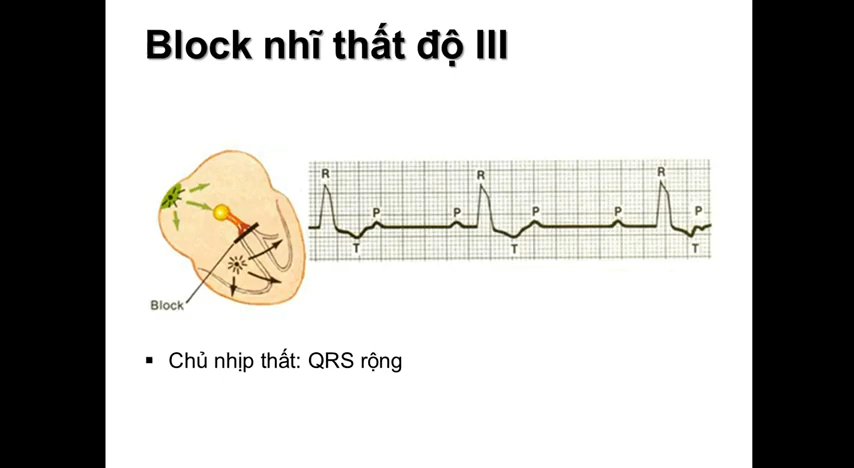 Block nhĩ thất độ III
R R R
P P P P P
T T T
Block
▪ Chủ nhịp thất: QRS rộng